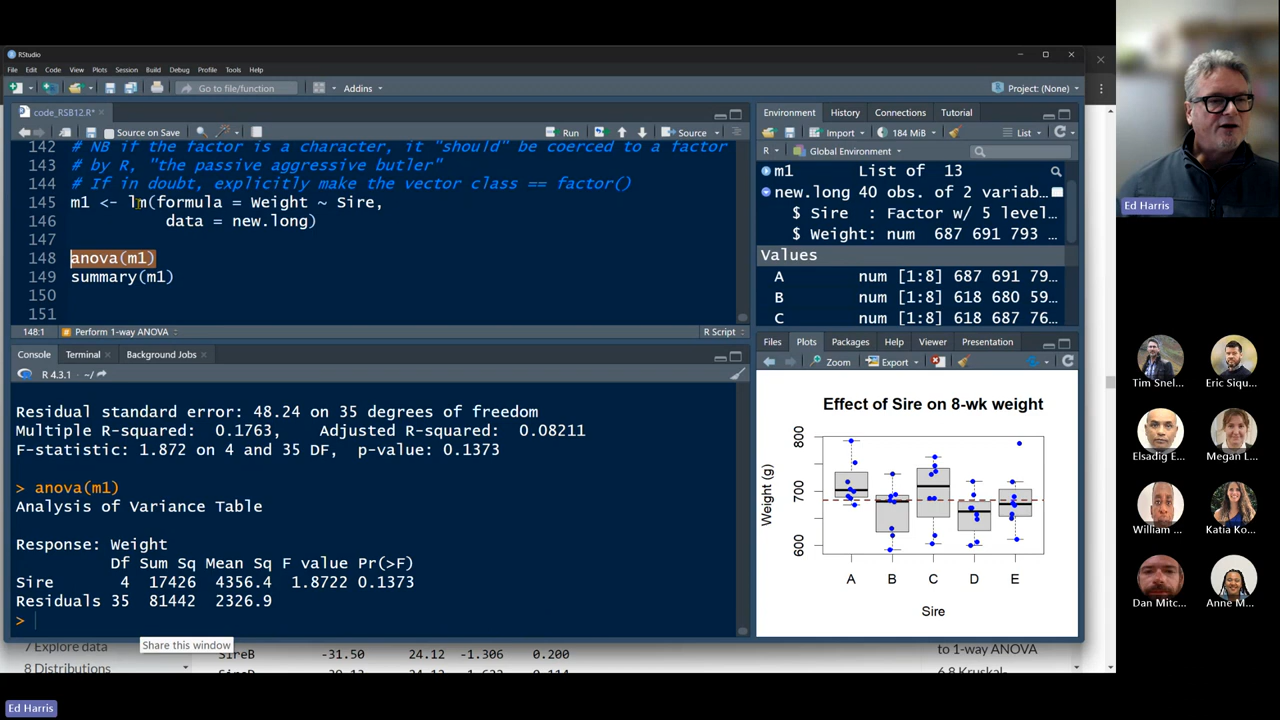 RStudio
File Edit Code View Plots Session Build Debug Profile Tools Help
Go to file/function
Addins
Project: (None)
code_RSB12.R*
Source on Save
Run
Source
142 # NB if the factor is a character, it "should" be coerced to a factor
143 # by R, "the passive aggressive butler"
144 # If in doubt, explicitly make the vector class == factor()
145 m1 <- lm(formula = Weight ~ Sire,
146 data = new.long)
147
148 anova(m1)
149 summary(m1)
150
151
148:1 Perform 1-way ANOVA
R Script
Console Terminal Background Jobs
R 4.3.1 · ~/
Residual standard error: 48.24 on 35 degrees of freedom
Multiple R-squared: 0.1763, Adjusted R-squared: 0.08211
F-statistic: 1.872 on 4 and 35 DF, p-value: 0.1373
> anova(m1)
Analysis of Variance Table
Response: Weight
Df Sum Sq Mean Sq F value Pr(>F)
Sire 4 17426 4356.4 1.8722 0.1373
Residuals 35 81442 2326.9
>
Share this window
7 Explore data
8 Distributions
SireB -31.50 24.12 -1.306 0.200
to 1-way ANOVA
Environment History Connections Tutorial
Import
184 MiB
List
R
Global Environment
m1 List of 13
new.long 40 obs. of 2 variab…
$ Sire : Factor w/ 5 level…
$ Weight: num 687 691 793 …
Values
A num [1:8] 687 691 79…
B num [1:8] 618 680 59…
C num [1:8] 618 687 76…
Files Plots Packages Help Viewer Presentation
Zoom
Export
Effect of Sire on 8-wk weight
Weight (g)
800
700
600
A B C D E
Sire
Ed Harris
Tim Snel… Eric Siqu…
Elsadig E… Megan L…
William … Katia Ko…
Dan Mitc… Anne M…
Ed Harris